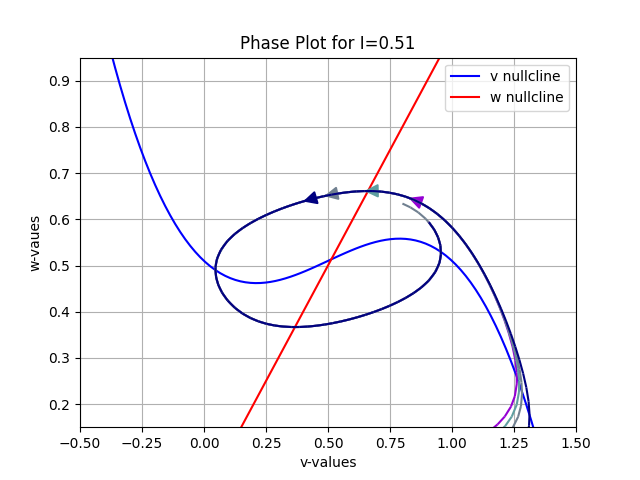 Phase Plot for I=0.51
v nullcline
w nullcline
w-values
0.9
0.8
0.7
0.6
0.5
0.4
0.3
0.2
−0.50 −0.25 0.00 0.25 0.50 0.75 1.00 1.25 1.50
v-values